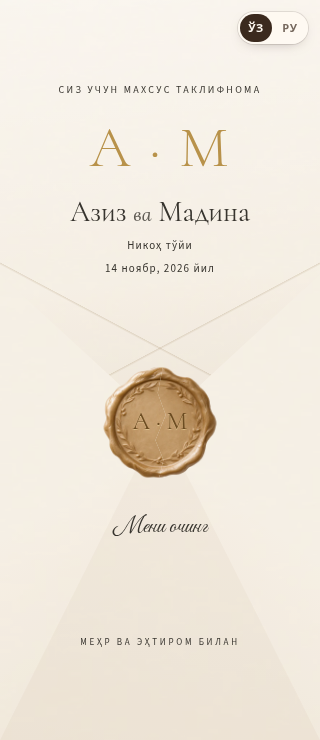 ЎЗ РУ
СИЗ УЧУН МАХСУС ТАКЛИФНОМА
А · М
Азиз ва Мадина
Никоҳ тўйи
14 ноябр, 2026 йил
А · М
Мени очинг
МЕҲР ВА ЭҲТИРОМ БИЛАН